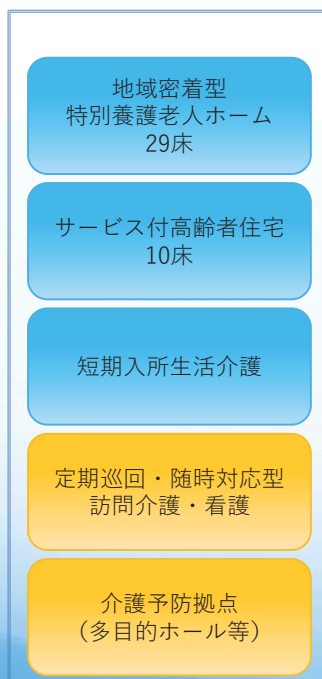 地域密着型
特別養護老人ホーム
29床
サービス付高齢者住宅
10床
短期入所生活介護
定期巡回・随時対応型
訪問介護・看護
介護予防拠点
（多目的ホール等）